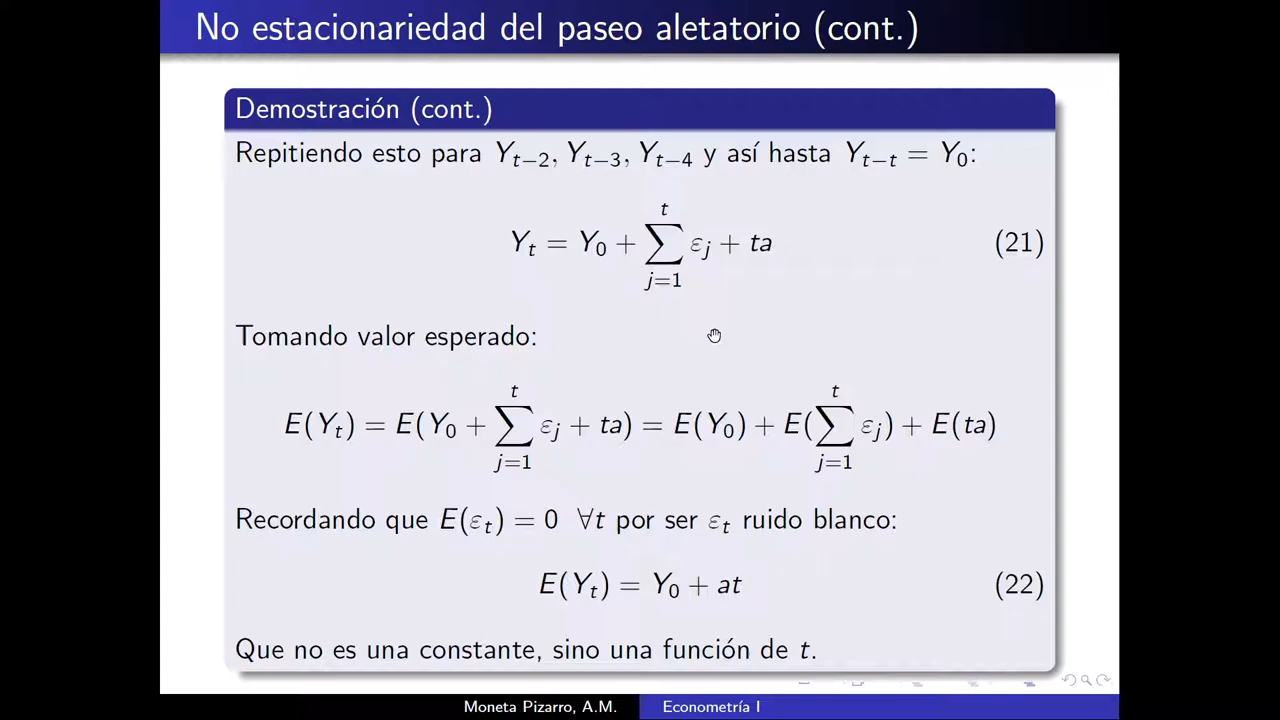 No estacionariedad del paseo aletatorio (cont.)
Demostración (cont.)
Repitiendo esto para Y_{t−2}, Y_{t−3}, Y_{t−4} y así hasta Y_{t−t} = Y_0:
Y_t = Y_0 + \sum_{j=1}^{t} ε_j + ta (21)
Tomando valor esperado:
E(Y_t) = E(Y_0 + \sum_{j=1}^{t} ε_j + ta) = E(Y_0) + E(\sum_{j=1}^{t} ε_j) + E(ta)
Recordando que E(ε_t) = 0 ∀t por ser ε_t ruido blanco:
E(Y_t) = Y_0 + at (22)
Que no es una constante, sino una función de t.
Moneta Pizarro, A.M. Econometría I